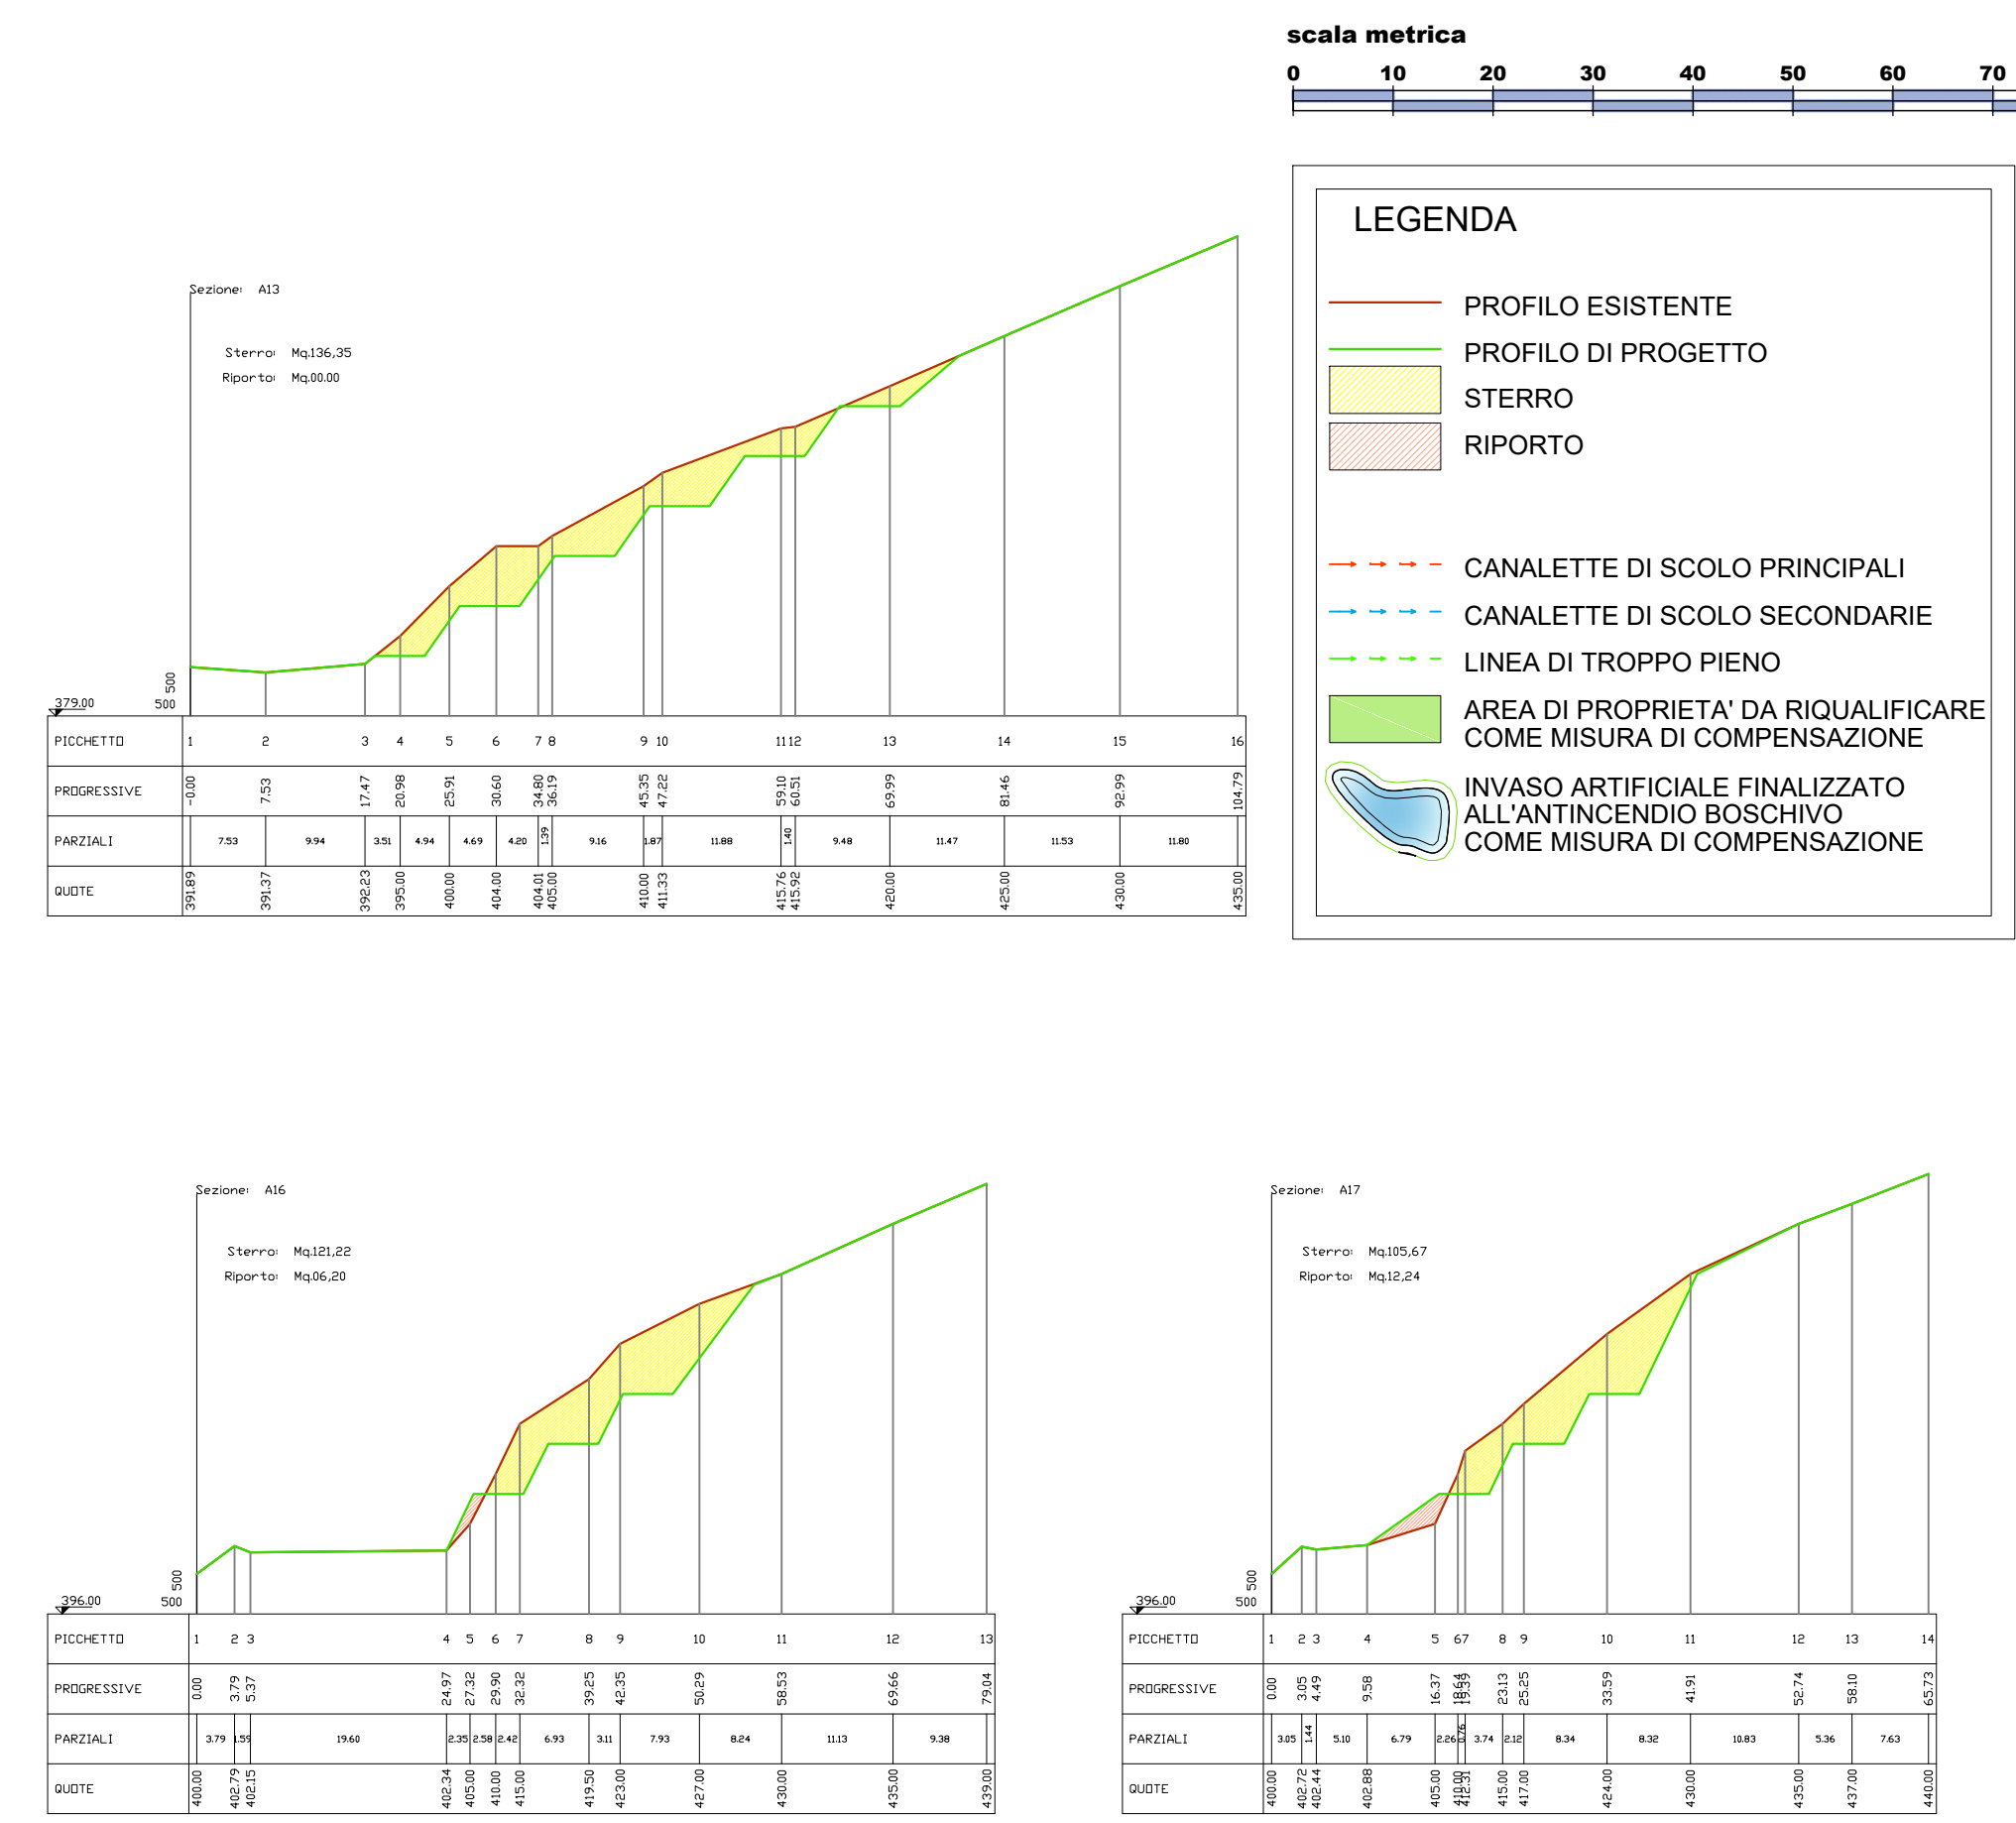 scala metrica
0 10 20 30 40 50 60 70
LEGENDA
PROFILO ESISTENTE
PROFILO DI PROGETTO
STERRO
RIPORTO
CANALETTE DI SCOLO PRINCIPALI
CANALETTE DI SCOLO SECONDARIE
LINEA DI TROPPO PIENO
AREA DI PROPRIETA' DA RIQUALIFICARE
COME MISURA DI COMPENSAZIONE
INVASO ARTIFICIALE FINALIZZATO
ALL'ANTINCENDIO BOSCHIVO
COME MISURA DI COMPENSAZIONE
Sezione: A13
Sterro: Mq.136,35
Riporto: Mq.00.00
500
500
379.00
PICCHETTO 1 2 3 4 5 6 7 8 9 10 11 12 13 14 15 16
PROGRESSIVE -0.00 7.53 17.47 20.98 25.91 30.60 34.80 36.19 45.35 47.22 59.10 60.51 69.99 81.46 92.99 104.79
PARZIALI 7.53 9.94 3.51 4.94 4.69 4.20 1.39 9.16 1.87 11.88 1.40 9.48 11.47 11.53 11.80
QUOTE 391.89 391.37 392.23 395.00 400.00 404.00 404.01 405.00 410.00 411.33 415.76 415.92 420.00 425.00 430.00 435.00
Sezione: A16
Sterro: Mq.121,22
Riporto: Mq.06,20
500
500
396.00
PICCHETTO 1 2 3 4 5 6 7 8 9 10 11 12 13
PROGRESSIVE 0.00 3.79 5.37 24.97 27.32 29.90 32.32 39.25 42.35 50.29 58.53 69.66 79.04
PARZIALI 3.79 1.59 19.60 2.35 2.58 2.42 6.93 3.11 7.93 8.24 11.13 9.38
QUOTE 400.00 402.79 402.15 402.34 405.00 410.00 415.00 419.50 423.00 427.00 430.00 435.00 439.00
Sezione: A17
Sterro: Mq.105,67
Riporto: Mq.12,24
500
500
396.00
PICCHETTO 1 2 3 4 5 6 7 8 9 10 11 12 13 14
PROGRESSIVE 0.00 3.05 4.49 9.58 16.37 18.64 19.39 23.13 25.25 33.59 41.91 52.74 58.10 65.73
PARZIALI 3.05 1.44 5.10 6.79 2.26 0.76 3.74 2.12 8.34 8.32 10.83 5.36 7.63
QUOTE 400.00 402.72 402.44 402.88 405.00 410.00 412.31 415.00 417.00 424.00 430.00 435.00 437.00 440.00